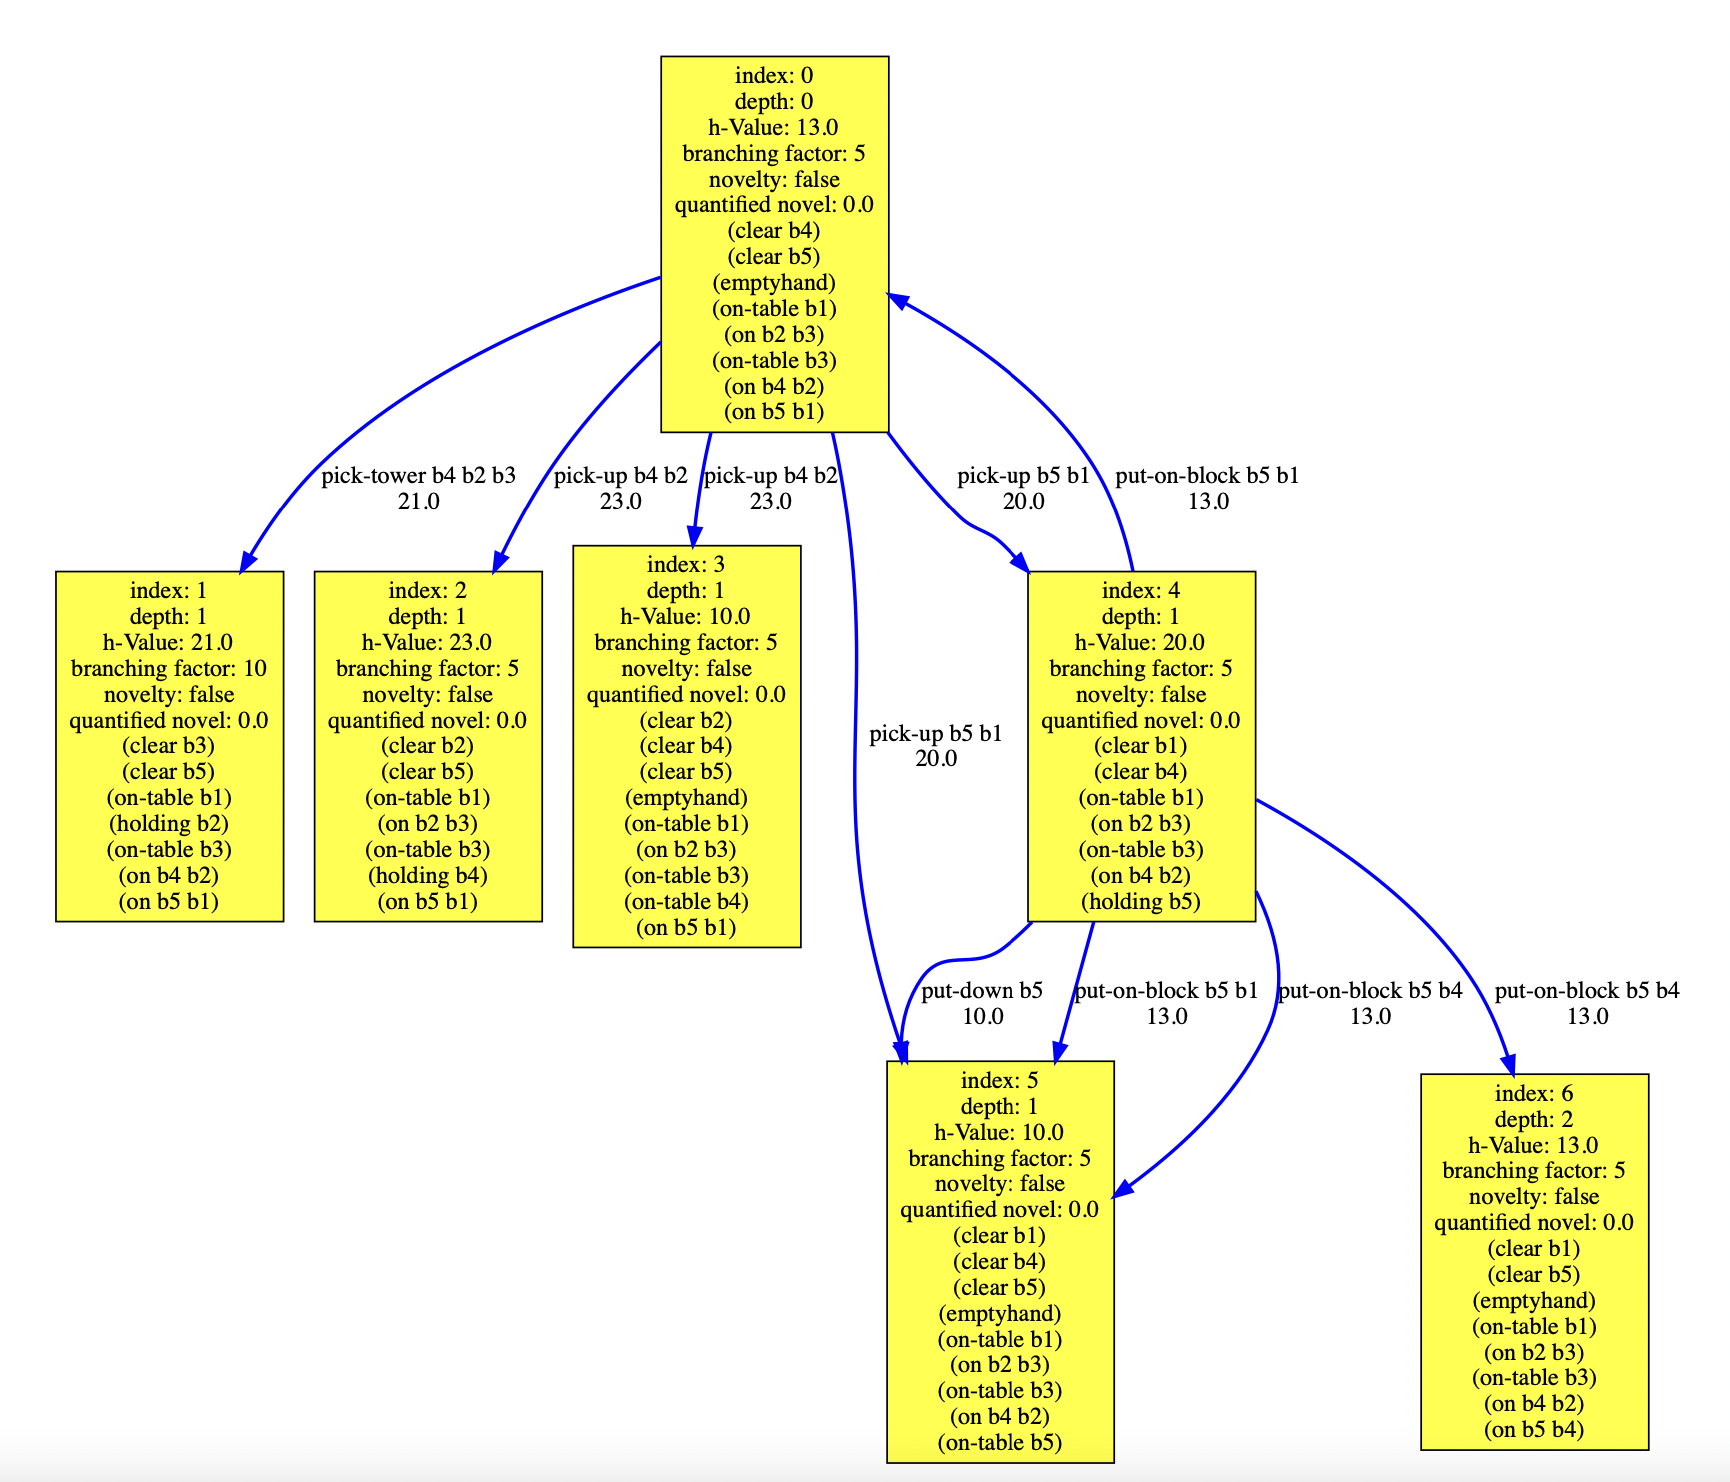 index: 0
depth: 0
h-Value: 13.0
branching factor: 5
novelty: false
quantified novel: 0.0
(clear b4)
(clear b5)
(emptyhand)
(on-table b1)
(on b2 b3)
(on-table b3)
(on b4 b2)
(on b5 b1)
pick-tower b4 b2 b3
21.0
pick-up b4 b2
23.0
pick-up b4 b2
23.0
pick-up b5 b1
20.0
put-on-block b5 b1
13.0
index: 1
depth: 1
h-Value: 21.0
branching factor: 10
novelty: false
quantified novel: 0.0
(clear b3)
(clear b5)
(on-table b1)
(holding b2)
(on-table b3)
(on b4 b2)
(on b5 b1)
index: 2
depth: 1
h-Value: 23.0
branching factor: 5
novelty: false
quantified novel: 0.0
(clear b2)
(clear b5)
(on-table b1)
(on b2 b3)
(on-table b3)
(holding b4)
(on b5 b1)
index: 3
depth: 1
h-Value: 10.0
branching factor: 5
novelty: false
quantified novel: 0.0
(clear b2)
(clear b4)
(clear b5)
(emptyhand)
(on-table b1)
(on b2 b3)
(on-table b3)
(on-table b4)
(on b5 b1)
pick-up b5 b1
20.0
index: 4
depth: 1
h-Value: 20.0
branching factor: 5
novelty: false
quantified novel: 0.0
(clear b1)
(clear b4)
(on-table b1)
(on b2 b3)
(on-table b3)
(on b4 b2)
(holding b5)
put-down b5
10.0
put-on-block b5 b1
13.0
put-on-block b5 b4
13.0
put-on-block b5 b4
13.0
index: 5
depth: 1
h-Value: 10.0
branching factor: 5
novelty: false
quantified novel: 0.0
(clear b1)
(clear b4)
(clear b5)
(emptyhand)
(on-table b1)
(on b2 b3)
(on-table b3)
(on b4 b2)
(on-table b5)
index: 6
depth: 2
h-Value: 13.0
branching factor: 5
novelty: false
quantified novel: 0.0
(clear b1)
(clear b5)
(emptyhand)
(on-table b1)
(on b2 b3)
(on-table b3)
(on b4 b2)
(on b5 b4)